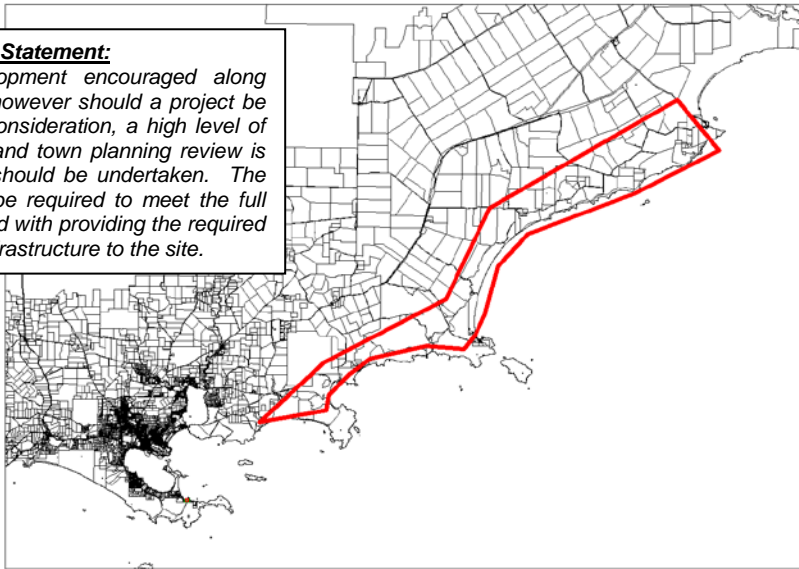 Statement:
opment encouraged along
however should a project be
onsideration, a high level of
and town planning review is
should be undertaken. The
be required to meet the full
d with providing the required
rastructure to the site.